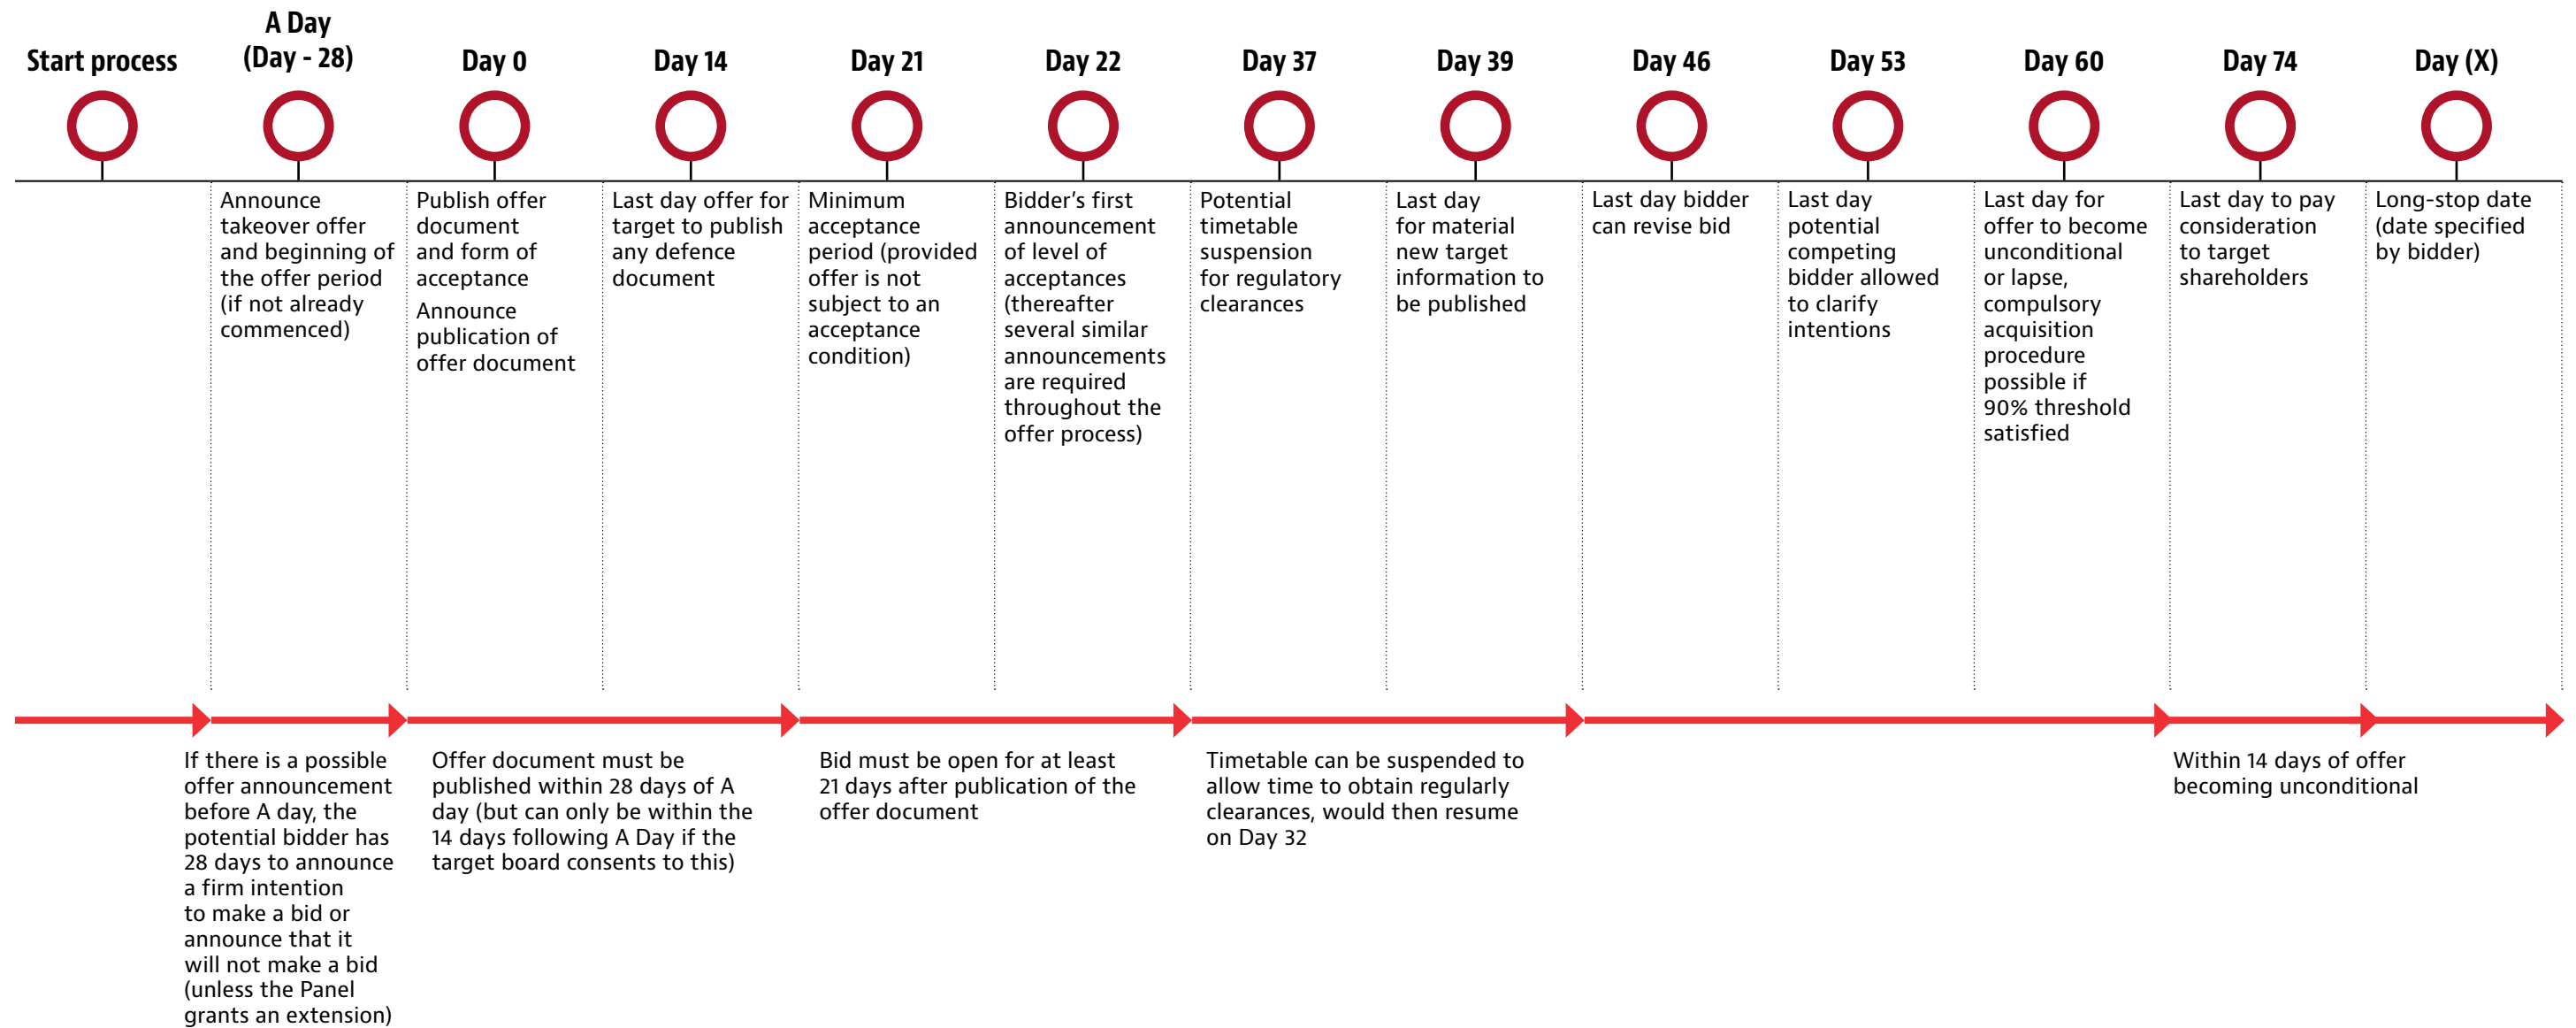 Start process
A Day
(Day - 28)
Day 0
Day 14
Day 21
Day 22
Day 37
Day 39
Day 46
Day 53
Day 60
Day 74
Day (X)
Announce
takeover offer
and beginning of
the offer period
(if not already
commenced)
Publish offer
document
and form of
acceptance
Announce
publication of
offer document
Last day offer for
target to publish
any defence
document
Minimum
acceptance
period (provided
offer is not
subject to an
acceptance
condition)
Bidder’s first
announcement
of level of
acceptances
(thereafter
several similar
announcements
are required
throughout the
offer process)
Potential
timetable
suspension
for regulatory
clearances
Last day
for material
new target
information to
be published
Last day bidder
can revise bid
Last day
potential
competing
bidder allowed
to clarify
intentions
Last day for
offer to become
unconditional
or lapse,
compulsory
acquisition
procedure
possible if
90% threshold
satisfied
Last day to pay
consideration
to target
shareholders
Long-stop date
(date specified
by bidder)
If there is a possible
offer announcement
before A day, the
potential bidder has
28 days to announce
a firm intention
to make a bid or
announce that it
will not make a bid
(unless the Panel
grants an extension)
Offer document must be
published within 28 days of A
day (but can only be within the
14 days following A Day if the
target board consents to this)
Bid must be open for at least
21 days after publication of the
offer document
Timetable can be suspended to
allow time to obtain regularly
clearances, would then resume
on Day 32
Within 14 days of offer
becoming unconditional